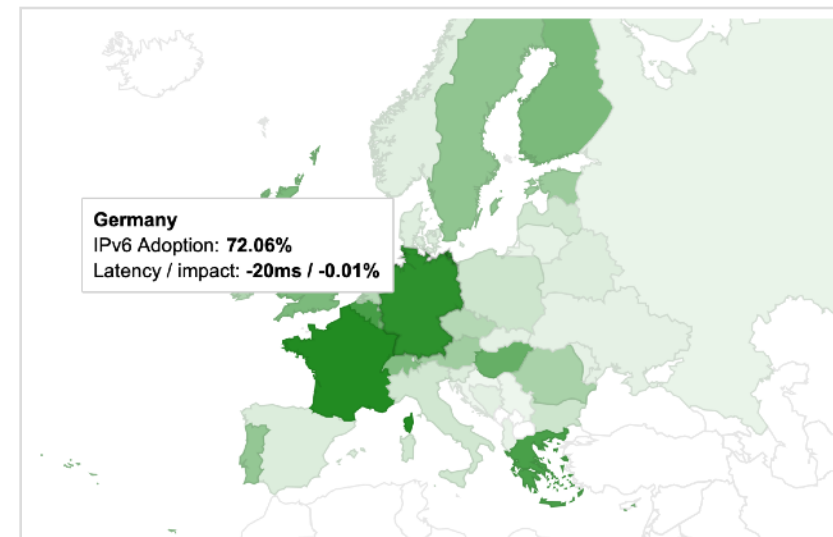 Germany
IPv6 Adoption: 72.06%
Latency / impact: -20ms / -0.01%